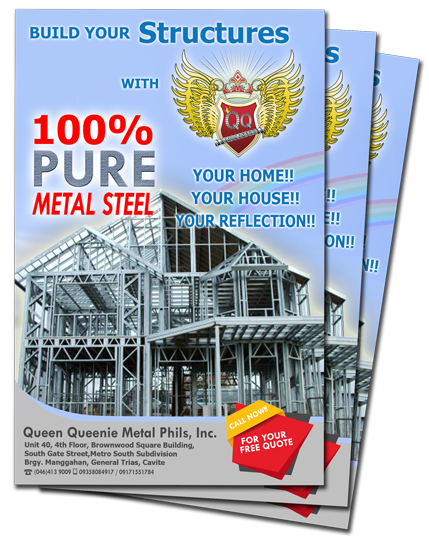 BUILD YOUR Structures
WITH
QQ
100%
PURE
METAL STEEL
YOUR HOME!!
YOUR HOUSE!!
YOUR REFLECTION!!
CALL NOW!!
FOR YOUR
FREE QUOTE
Queen Queenie Metal Phils, Inc.
Unit 40, 4th Floor, Brownwood Square Building,
South Gate Street,Metro South Subdivision
Brgy. Manggahan, General Trias, Cavite
☎ (046)413 9009 09358084917 / 09171551784